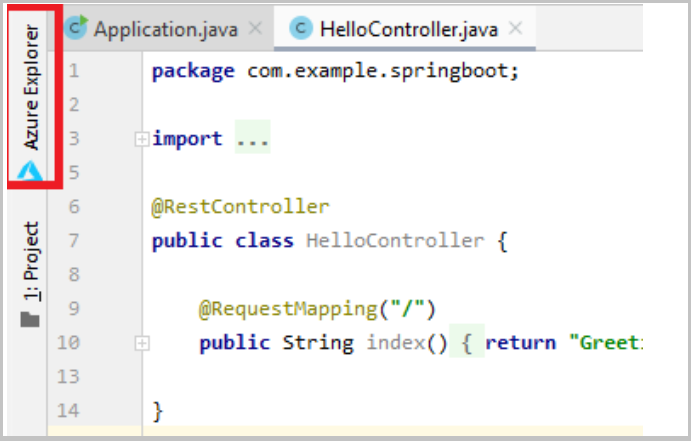 Azure Explorer
1: Project
Application.java HelloController.java
1 package com.example.springboot;
2
3 import ...
5
6 @RestController
7 public class HelloController {
8
9 @RequestMapping("/")
10 public String index() { return "Greet
13
14 }